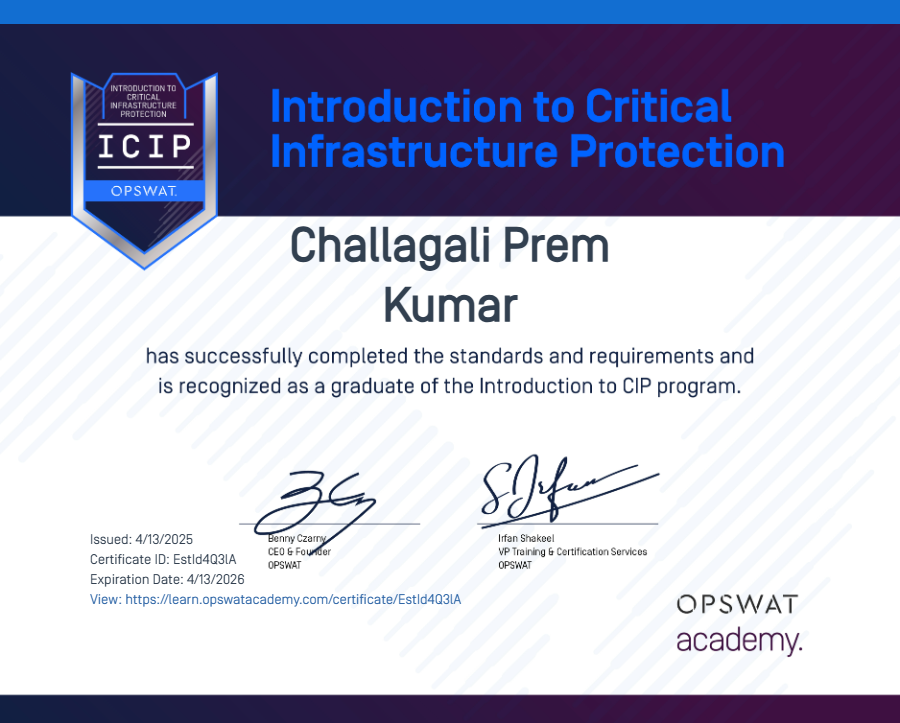 INTRODUCTION TO
CRITICAL
INFRASTRUCTURE
PROTECTION
ICIP
OPSWAT.
Introduction to Critical
Infrastructure Protection
Challagali Prem
Kumar
has successfully completed the standards and requirements and
is recognized as a graduate of the Introduction to CIP program.
Benny Czarny
CEO & Founder
OPSWAT
Irfan Shakeel
VP Training & Certification Services
OPSWAT
Issued: 4/13/2025
Certificate ID: EstId4Q3lA
Expiration Date: 4/13/2026
View: https://learn.opswatacademy.com/certificate/EstId4Q3lA
OPSWAT
academy.